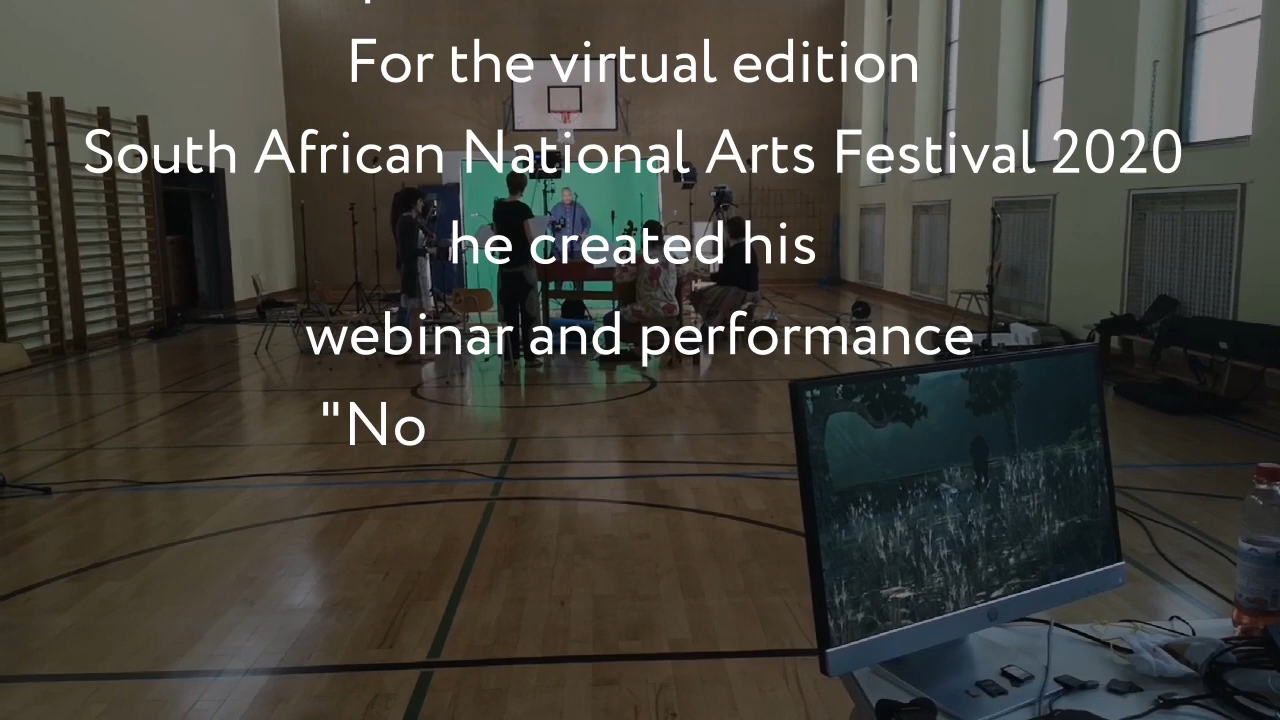 For the virtual edition
South African National Arts Festival 2020
he created his
webinar and performance
"No